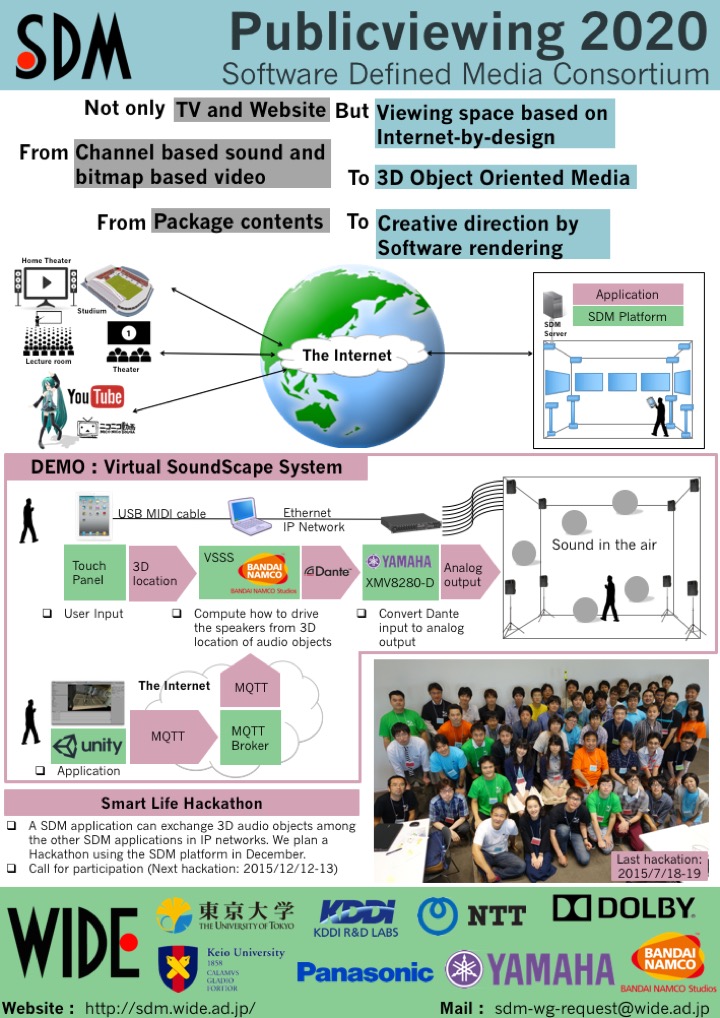 SDM
Publicviewing 2020
Software Defined Media Consortium
Not only TV and Website But Viewing space based on
Internet-by-design
From Channel based sound and
bitmap based video
To 3D Object Oriented Media
From Package contents To Creative direction by
Software rendering
Home Theater
Studium
Lecture room
1
Theater
YouTube
ニコニコ動画
The Internet
Application
SDM Platform
SDM
Server
DEMO : Virtual SoundScape System
USB MIDI cable
Ethernet
IP Network
Touch
Panel
3D
location
VSSS
BANDAI
NAMCO
BANDAI NAMCO Studios
Dante
YAMAHA
XMV8280-D
Analog
output
Sound in the air
❑ User Input
❑ Compute how to drive
the speakers from 3D
location of audio objects
❑ Convert Dante
input to analog
output
The Internet
MQTT
unity
MQTT
MQTT
Broker
❑ Application
Smart Life Hackathon
❑ A SDM application can exchange 3D audio objects among
the other SDM applications in IP networks. We plan a
Hackathon using the SDM platform in December.
❑ Call for participation (Next hackation: 2015/12/12-13)
Last hackation:
2015/7/18-19
WIDE
東京大学
THE UNIVERSITY OF TOKYO
KDDI
KDDI R&D LABS
NTT
DOLBY
Keio University
1858
CALAMVS
GLADIO
FORTIOR
Panasonic
YAMAHA
BANDAI
NAMCO
BANDAI NAMCO Studios
Website : http://sdm.wide.ad.jp/
Mail : sdm-wg-request@wide.ad.jp